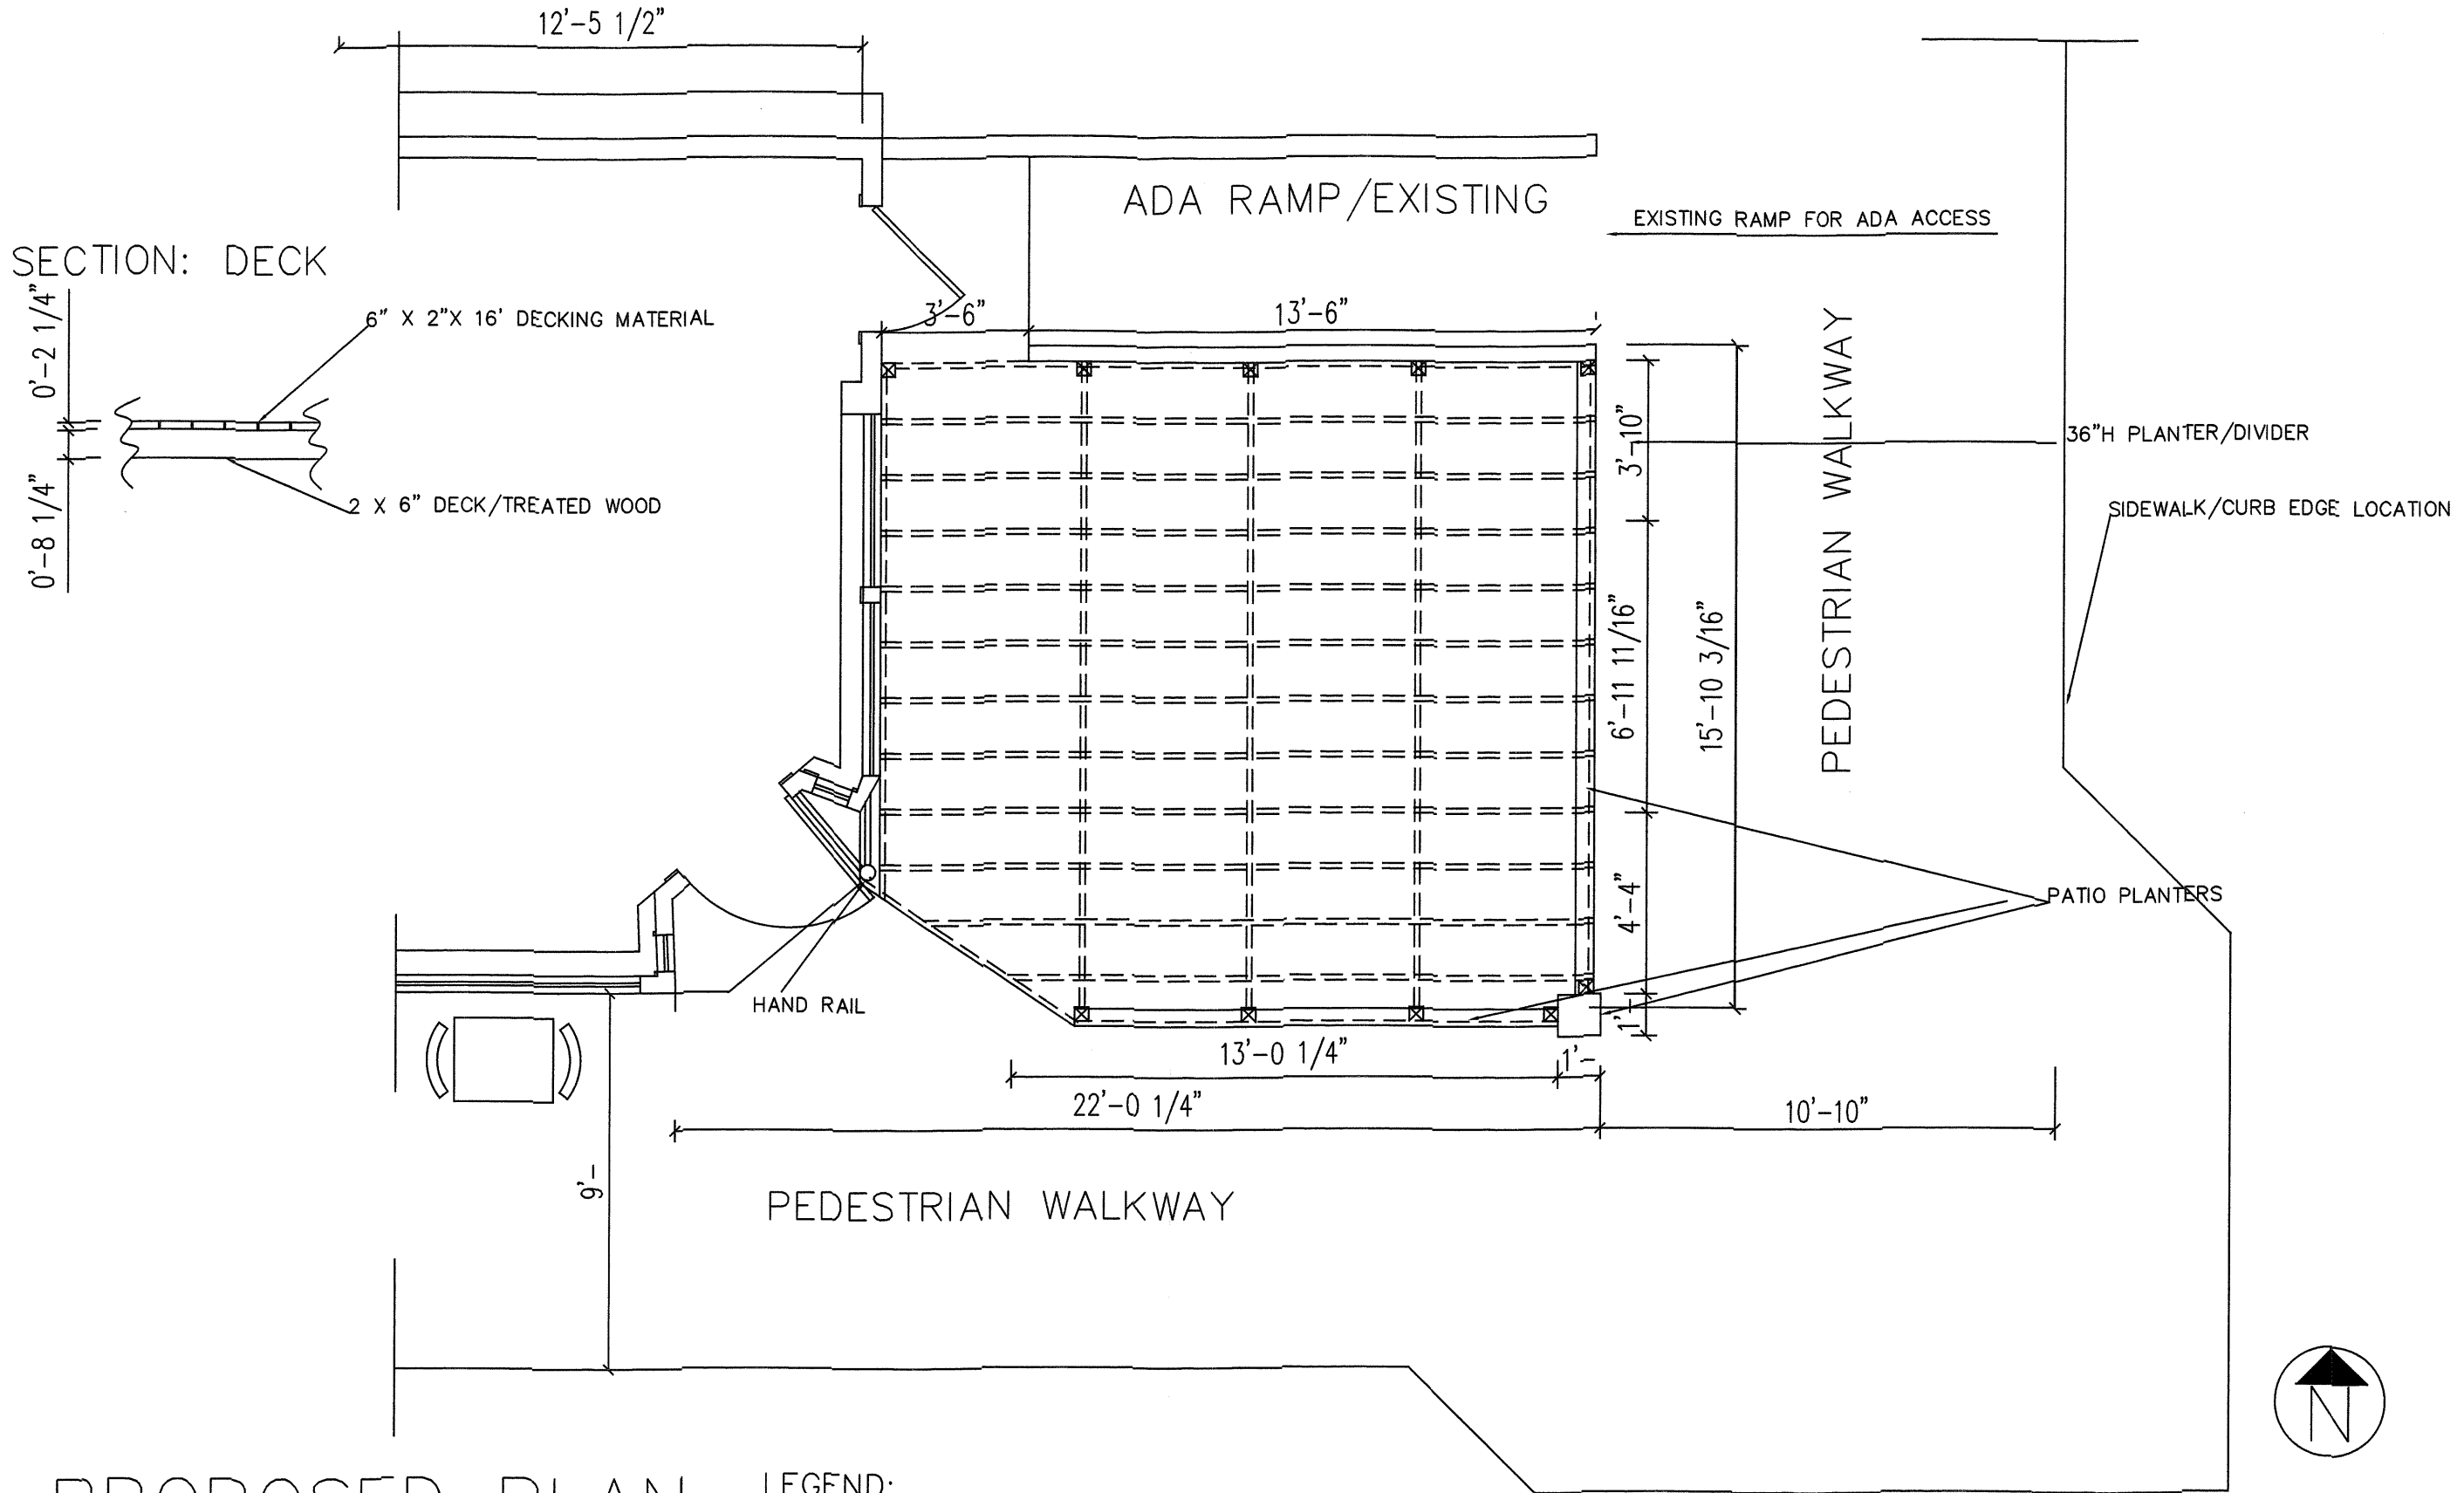 12'-5 1/2"
ADA RAMP/EXISTING
EXISTING RAMP FOR ADA ACCESS
SECTION: DECK
0'-2 1/4"
6" X 2"X 16' DECKING MATERIAL
3'-6"
13'-6"
PEDESTRIAN WALKWAY
3'-10"
36"H PLANTER/DIVIDER
0'-8 1/4"
2 X 6" DECK/TREATED WOOD
SIDEWALK/CURB EDGE LOCATION
6'-11 11/16"
15'-10 3/16"
4'-4"
PATIO PLANTERS
HAND RAIL
1'-
13'-0 1/4"
1'-
22'-0 1/4"
10'-10"
9'-
PEDESTRIAN WALKWAY
N
PROPOSED PLAN
LEGEND: